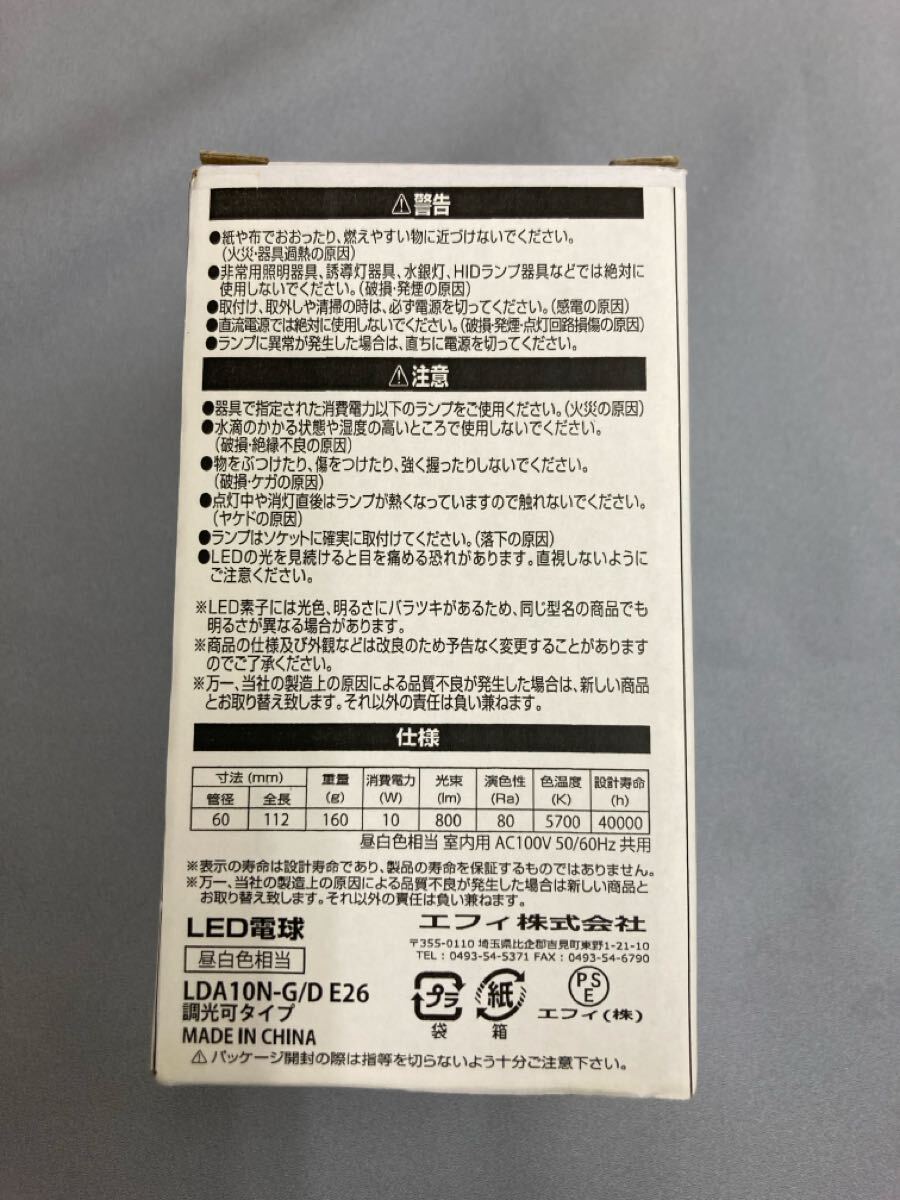 ⚠警告
●紙や布でおおったり、燃えやすい物に近づけないでください。
(火災・器具過熱の原因)
●非常用照明器具、誘導灯器具、水銀灯、HIDランプ器具などでは絶対に
使用しないでください。(破損・発煙の原因)
●取付け、取外しや清掃の時は、必ず電源を切ってください。(感電の原因)
●直流電源では絶対に使用しないでください。(破損・発煙・点灯回路損傷の原因)
●ランプに異常が発生した場合は、直ちに電源を切ってください。
⚠注意
●器具で指定された消費電力以下のランプをご使用ください。(火災の原因)
●水滴のかかる状態や湿度の高いところで使用しないでください。
(破損・絶縁不良の原因)
●物をぶつけたり、傷をつけたり、強く握ったりしないでください。
(破損・ケガの原因)
●点灯中や消灯直後はランプが熱くなっていますので触れないでください。
(ヤケドの原因)
●ランプはソケットに確実に取付けてください。(落下の原因)
●LEDの光を見続けると目を痛める恐れがあります。直視しないように
ご注意ください。
※LED素子には光色、明るさにバラツキがあるため、同じ型名の商品でも
明るさが異なる場合があります。
※商品の仕様及び外観などは改良のため予告なく変更することがあります
のでご了承ください。
※万一、当社の製造上の原因による品質不良が発生した場合は、新しい商品
とお取り替え致します。それ以外の責任は負い兼ねます。
仕様
寸法(mm) 重量 消費電力 光束 演色性 色温度 設計寿命
管径 全長 (g) (W) (lm) (Ra) (K) (h)
60 112 160 10 800 80 5700 40000
昼白色相当 室内用 AC100V 50/60Hz 共用
※表示の寿命は設計寿命であり、製品の寿命を保証するものではありません。
※万一、当社の製造上の原因による品質不良が発生した場合は新しい商品と
お取り替え致します。それ以外の責任は負い兼ねます。
LED電球
昼白色相当
LDA10N-G/D E26
調光可タイプ
MADE IN CHINA
エフィ株式会社
〒355-0110 埼玉県比企郡吉見町東野1-21-10
TEL : 0493-54-5371 FAX : 0493-54-6790
プラ 紙 PSE
袋 箱 エフィ(株)
⚠パッケージ開封の際は指等を切らないよう十分ご注意下さい。